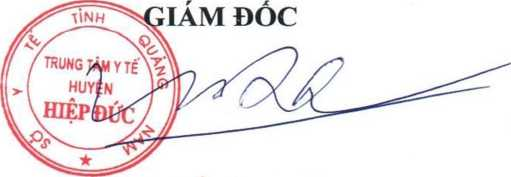 GIÁM ĐỐC
SỞ Y TẾ TỈNH QUẢNG NAM
TRUNG TÂM Y TẾ
HUYỆN
HIỆP ĐỨC